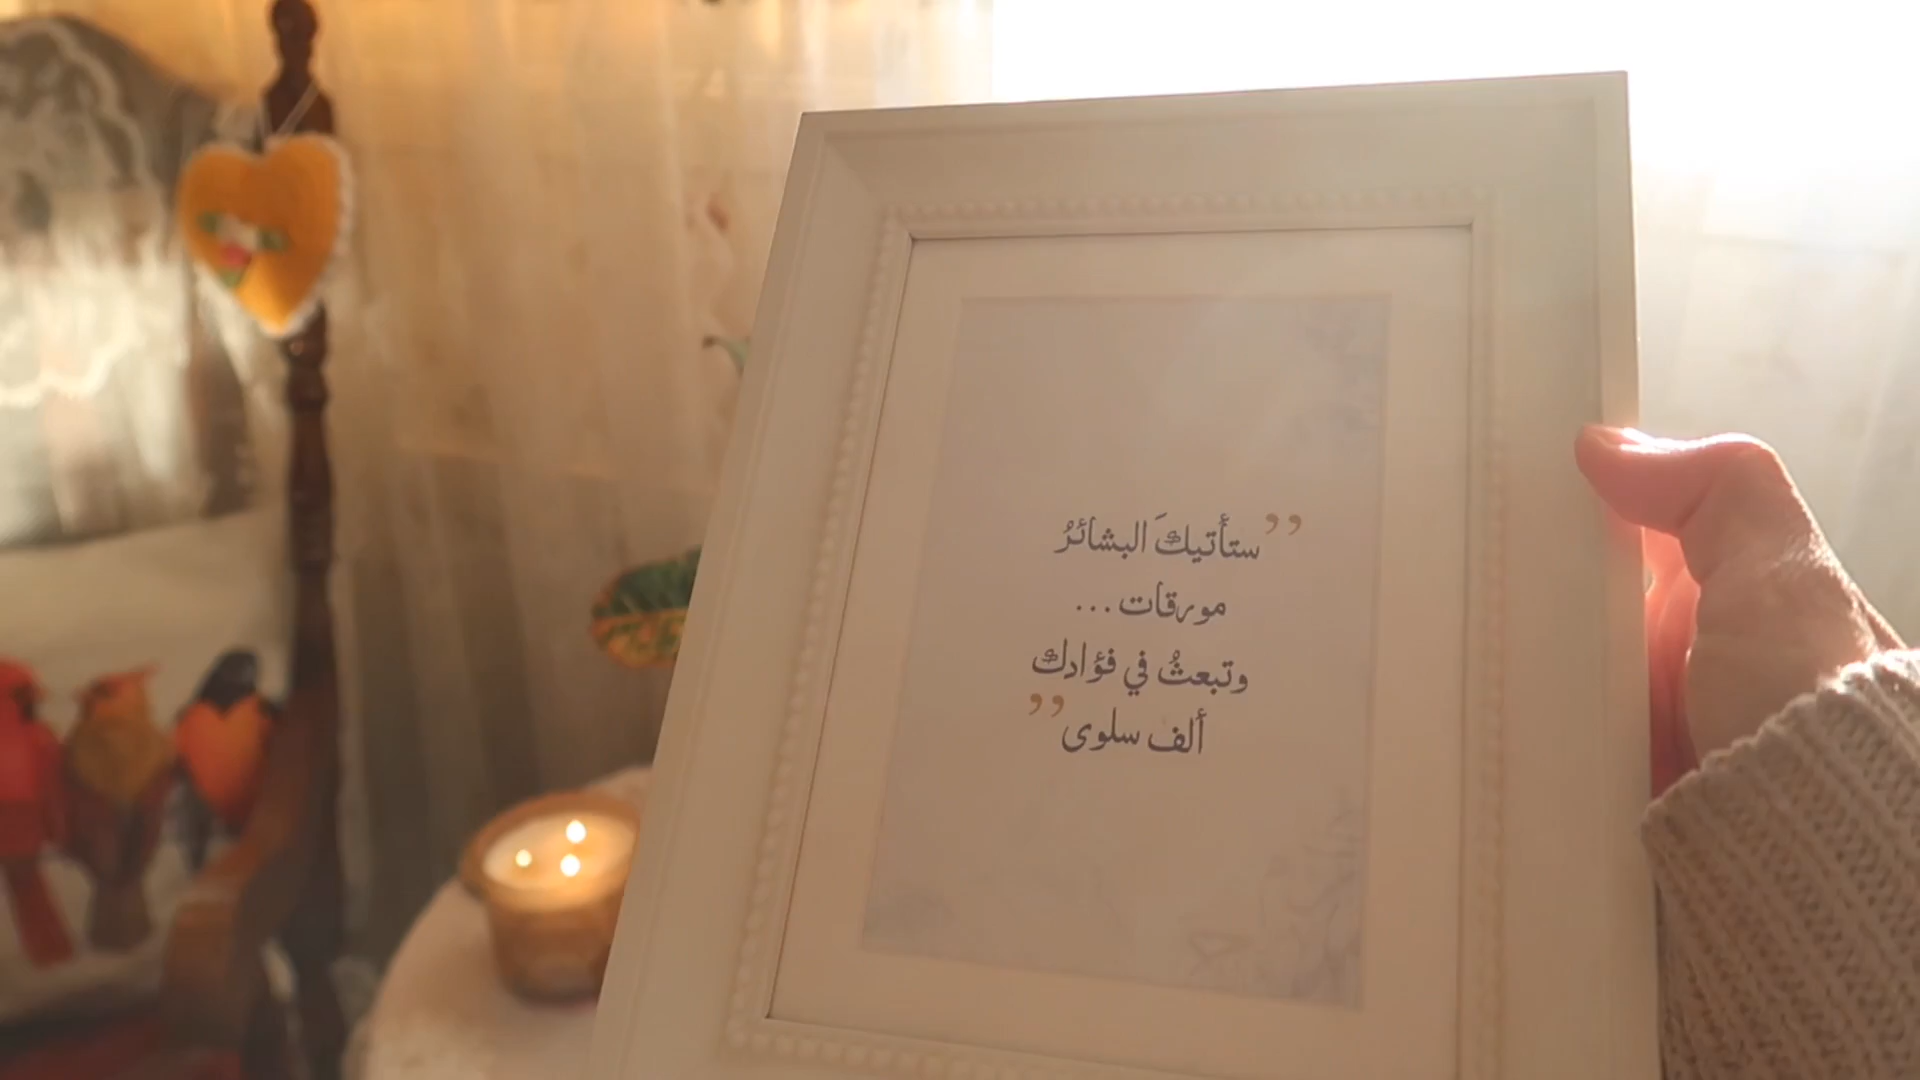 ” ستأتيكَ البشائرُ
مورقات...
وتبعثُ في فؤادك
ألف سلوى ”